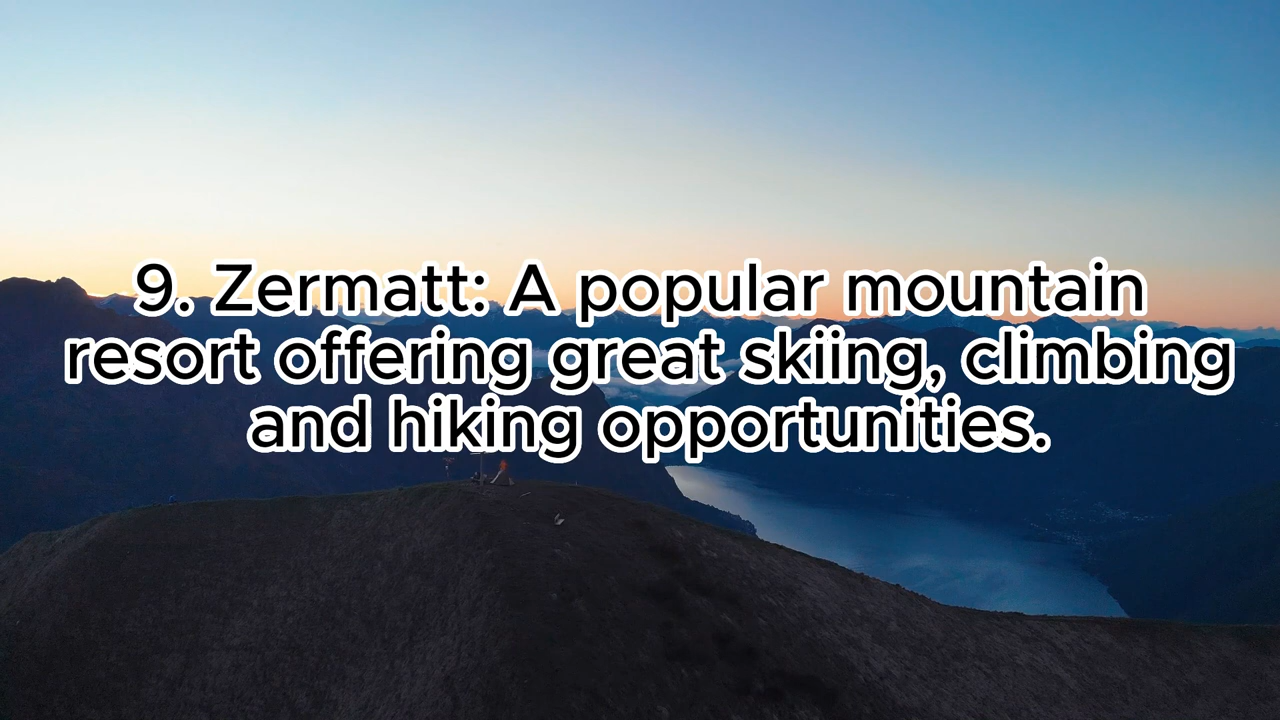 9. Zermatt: A popular mountain
resort offering great skiing, climbing
and hiking opportunities.